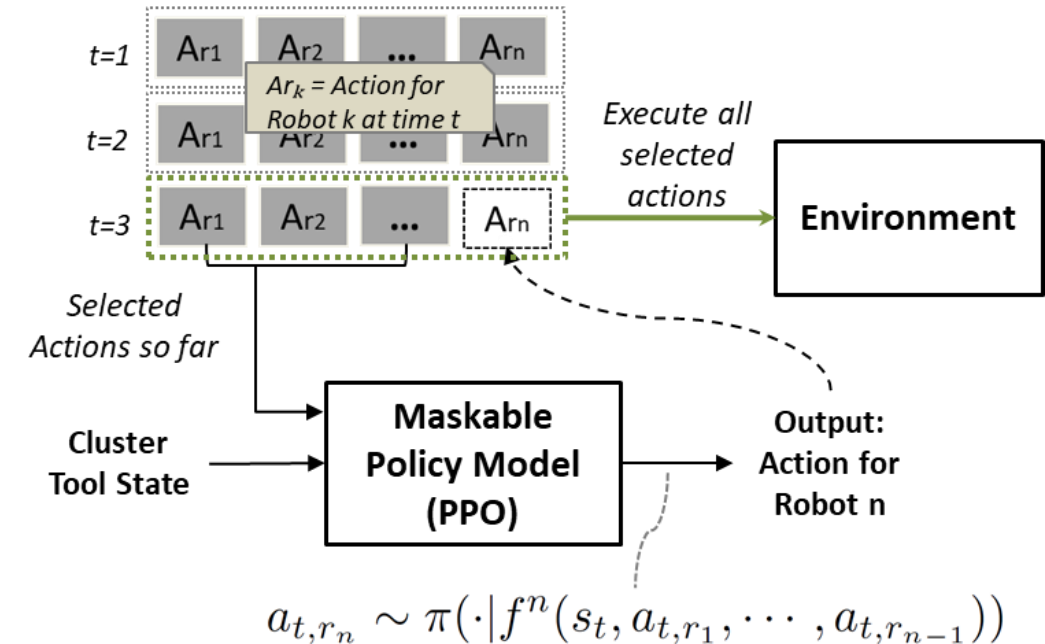 t=1
Ar1 Ar2 ... Arn
Ark = Action for
Robot k at time t
t=2
Ar1 Ar2 ... Arn
t=3
Ar1 Ar2 ... Arn
Execute all
selected
actions
Environment
Selected
Actions so far
Cluster
Tool State
Maskable
Policy Model
(PPO)
Output:
Action for
Robot n
a_{t,r_n} ∼ π(·|f^n(s_t, a_{t,r_1}, ⋯ , a_{t,r_{n−1}}))